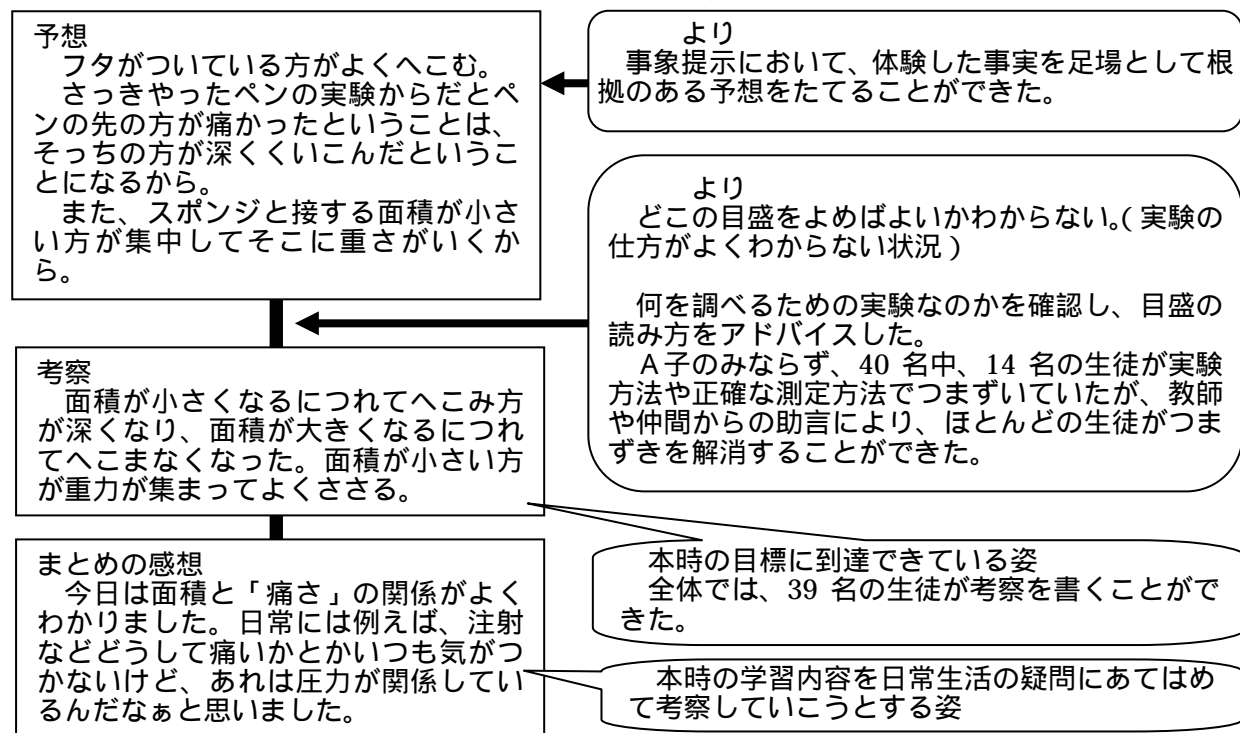 予想
フタがついている方がよくへこむ。
さっきやったペンの実験からだとペ
ンの先の方が痛かったということは、
そっちの方が深くくいこんだというこ
とになるから。
また、スポンジと接する面積が小さ
い方が集中してそこに重さがいくか
ら。
より
事象提示において、体験した事実を足場として根
拠のある予想をたてることができた。
より
どこの目盛をよめばよいかわからない。(実験の
仕方がよくわからない状況)
何を調べるための実験なのかを確認し、目盛の
読み方をアドバイスした。
A子のみならず、40 名中、14 名の生徒が実験
方法や正確な測定方法でつまずいていたが、教師
や仲間からの助言により、ほとんどの生徒がつま
ずきを解消することができた。
考察
面積が小さくなるにつれてへこみ方
が深くなり、面積が大きくなるにつれ
てへこまなくなった。面積が小さい方
が重力が集まってよくささる。
本時の目標に到達できている姿
全体では、39 名の生徒が考察を書くことがで
きた。
まとめの感想
今日は面積と「痛さ」の関係がよく
わかりました。日常には例えば、注射
などどうして痛いかとかいつも気がつ
かないけど、あれは圧力が関係してい
るんだなぁと思いました。
本時の学習内容を日常生活の疑問にあてはめ
て考察していこうとする姿